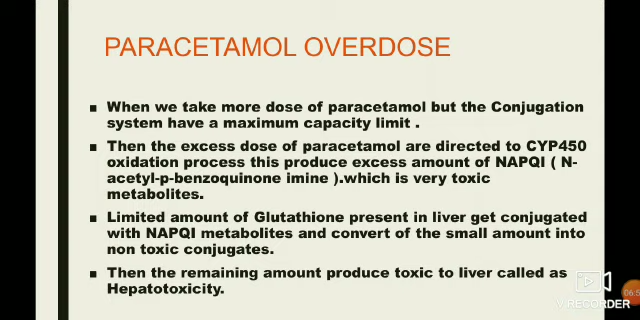 PARACETAMOL OVERDOSE
▪ When we take more dose of paracetamol but the Conjugation
system have a maximum capacity limit .
▪ Then the excess dose of paracetamol are directed to CYP450
oxidation process this produce excess amount of NAPQI ( N-
acetyl-p-benzoquinone imine ).which is very toxic
metabolites.
▪ Limited amount of Glutathione present in liver get conjugated
with NAPQI metabolites and convert of the small amount into
non toxic conjugates.
▪ Then the remaining amount produce toxic to liver called as
Hepatotoxicity.
RECORDER